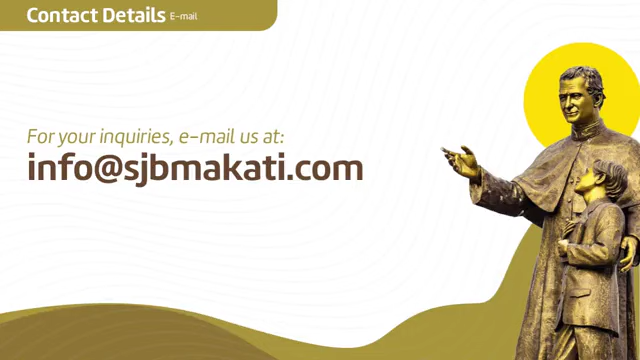 Contact Details E-mail
For your inquiries, e-mail us at:
info@sjbmakati.com